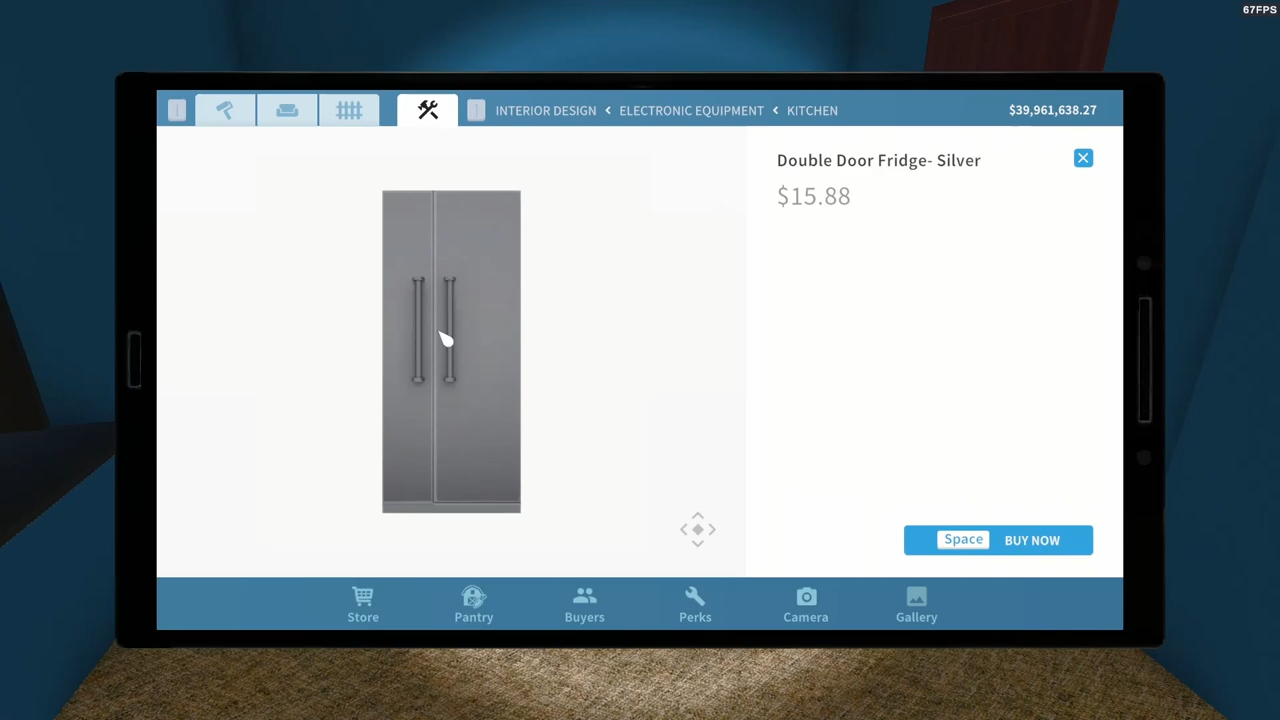 67FPS
INTERIOR DESIGN < ELECTRONIC EQUIPMENT < KITCHEN $39,961,638.27
Double Door Fridge- Silver
$15.88
Space BUY NOW
Store Pantry Buyers Perks Camera Gallery